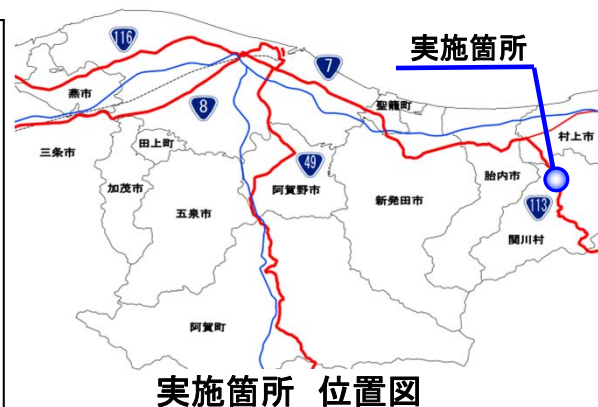 116
7
実施箇所
燕市
8
聖籠町
村上市
三条市
田上町
49
胎内市
加茂市
阿賀野市
新発田市
113
五泉市
関川村
阿賀町
実施箇所 位置図